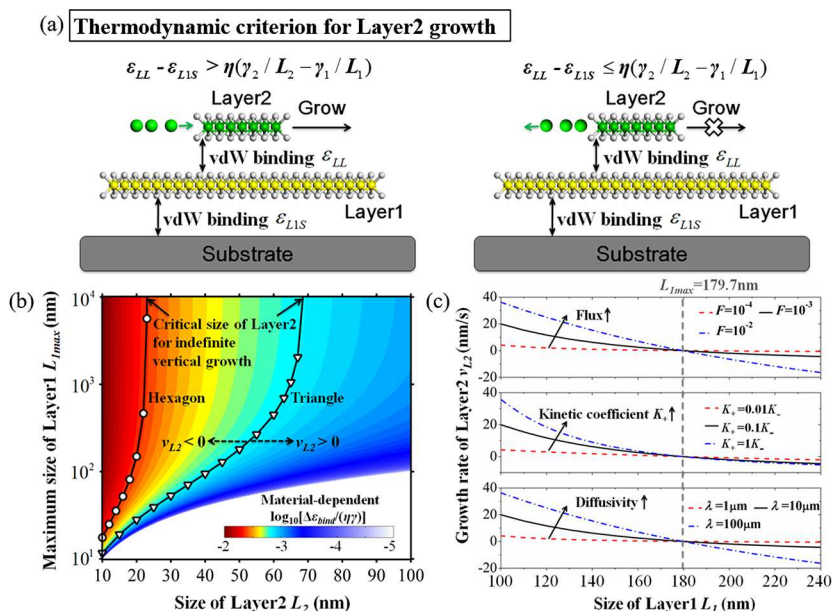 (a) Thermodynamic criterion for Layer2 growth
ε_LL - ε_L1S > η(γ_2 / L_2 – γ_1 / L_1)
Layer2
Grow
vdW binding ε_LL
Layer1
vdW binding ε_L1S
Substrate
ε_LL - ε_L1S ≤ η(γ_2 / L_2 – γ_1 / L_1)
Layer2
Grow
vdW binding ε_LL
Layer1
vdW binding ε_L1S
Substrate
(b)
Maximum size of Layer1 L_1max (nm)
10^4
10^3
10^2
10^1
Critical size of Layer2
for indefinite
vertical growth
Hexagon
Triangle
v_L2 < 0
v_L2 > 0
Material-dependent
log_10[Δε_bind/(ηγ)]
-2 -3 -4 -5
10 20 30 40 50 60 70 80 90 100
Size of Layer2 L_2 (nm)
(c)
L_1max=179.7nm
Growth rate of Layer2 v_L2 (nm/s)
40
20
0
-20
Flux↑
F=10^-4 F=10^-3
F=10^-2
40
20
0
-20
Kinetic coefficient K_+↑
K_+=0.01K_-
K_+=0.1K_-
K_+=1K_-
40
20
0
-20
Diffusivity↑
λ=1μm λ=10μm
λ=100μm
100 120 140 160 180 200 220 240
Size of Layer1 L_1 (nm)